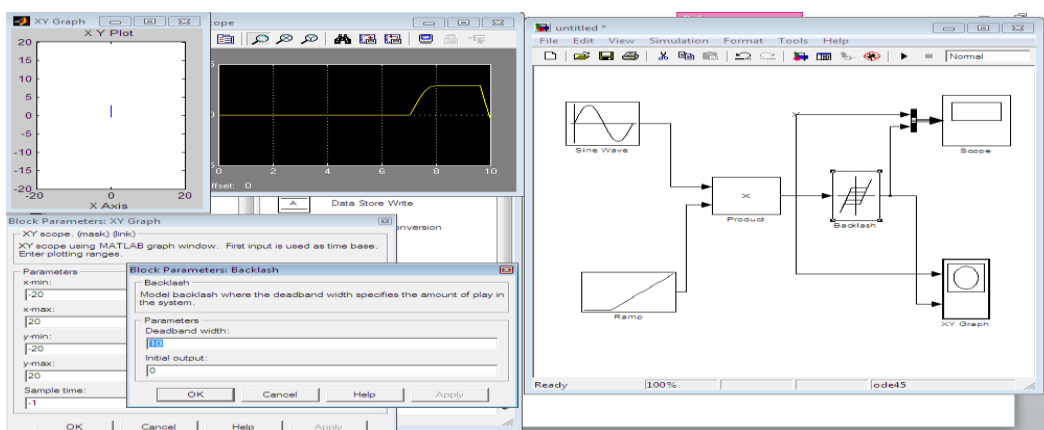 XY Graph
X Y Plot
20
15
10
5
0
-5
-10
-15
-20
-20
0
20
X Axis
ope
5
0
5
0
2
4
6
8
10
ffset: 0
A
Data Store Write
onversion
Block Parameters: XY Graph
XY scope. (mask) (link)
XY scope using MATLAB graph window. First input is used as time base.
Enter plotting ranges.
Parameters
x-min:
-20
x-max:
20
y-min:
-20
y-max:
20
Sample time:
-1
OK
Cancel
Help
Apply
Block Parameters: Backlash
Backlash
Model backlash where the deadband width specifies the amount of play in
the system.
Parameters
Deadband width:
10
Initial output:
0
OK
Cancel
Help
Apply
untitled *
File Edit View Simulation Format Tools Help
Normal
Sine Wave
Scope
×
Product
Backlash
Ramp
XY Graph
Ready
100%
ode45